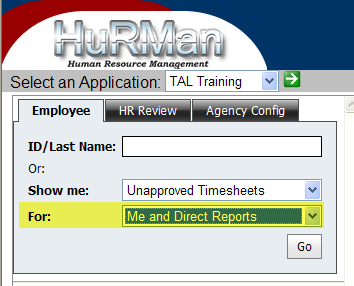 HuRMan
Human Resource Management
Select an Application: TAL Training
Employee HR Review Agency Config
ID/Last Name:
Or:
Show me: Unapproved Timesheets
For: Me and Direct Reports
Go